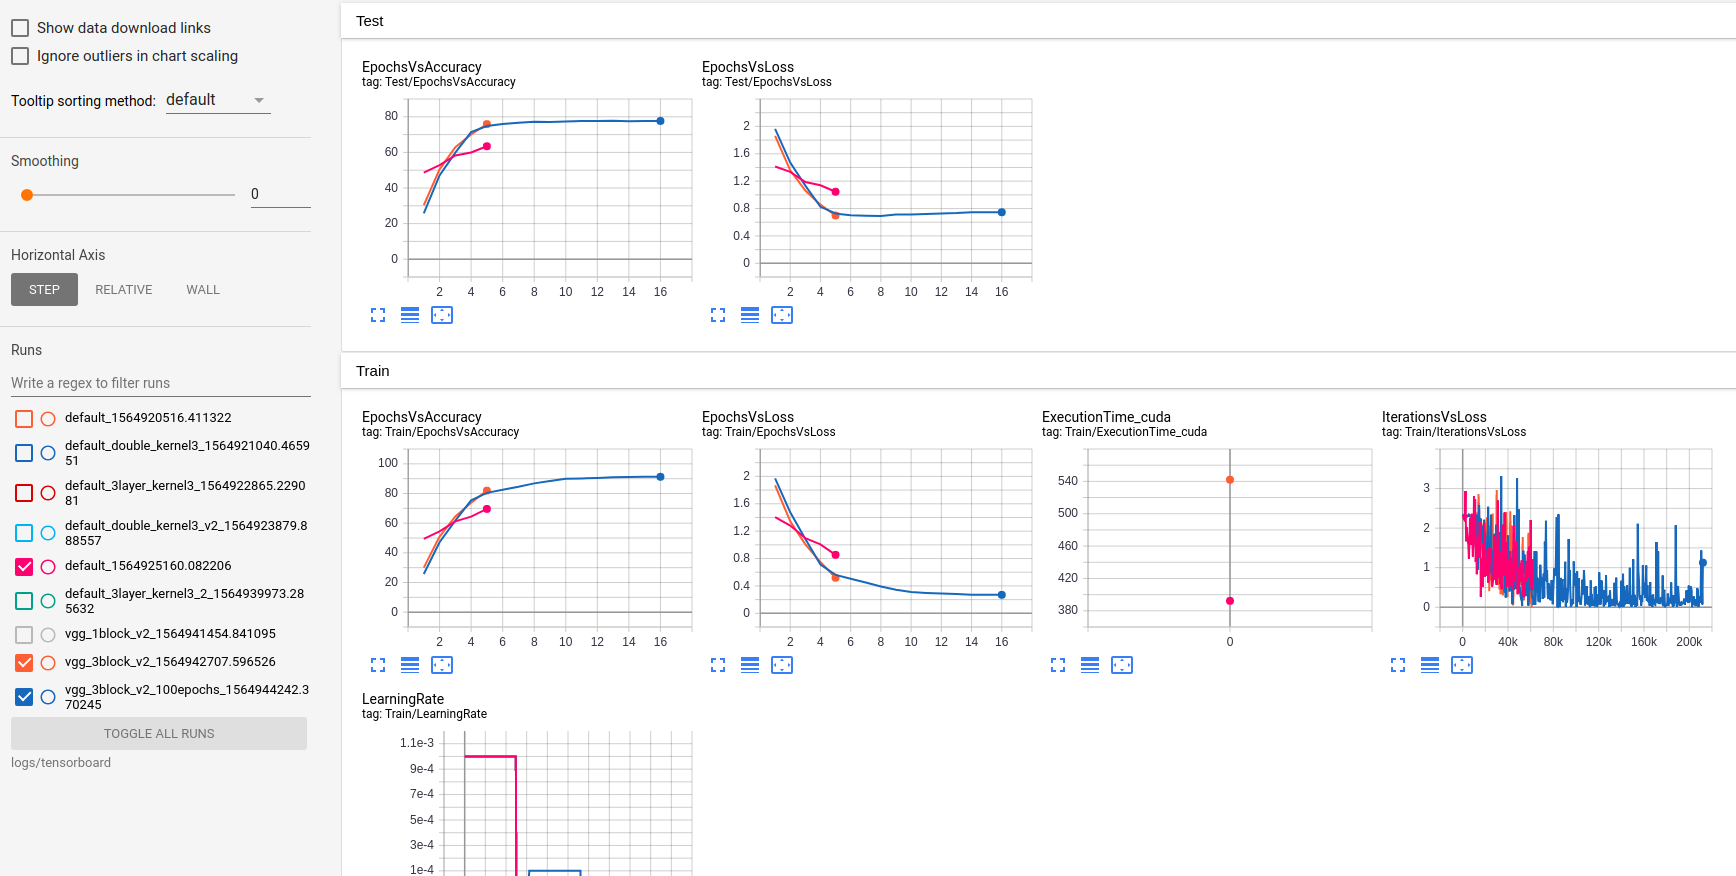 Show data download links
Ignore outliers in chart scaling
Tooltip sorting method: default
Smoothing
0
Horizontal Axis
STEP RELATIVE WALL
Runs
Write a regex to filter runs
default_1564920516.411322
default_double_kernel3_1564921040.4659
51
default_3layer_kernel3_1564922865.2290
81
default_double_kernel3_v2_1564923879.8
88557
default_1564925160.082206
default_3layer_kernel3_2_1564939973.28
5632
vgg_1block_v2_1564941454.841095
vgg_3block_v2_1564942707.596526
vgg_3block_v2_100epochs_1564944242.3
70245
TOGGLE ALL RUNS
logs/tensorboard
Test
EpochsVsAccuracy
tag: Test/EpochsVsAccuracy
80
60
40
20
0
2 4 6 8 10 12 14 16
EpochsVsLoss
tag: Test/EpochsVsLoss
2
1.6
1.2
0.8
0.4
0
2 4 6 8 10 12 14 16
Train
EpochsVsAccuracy
tag: Train/EpochsVsAccuracy
100
80
60
40
20
0
2 4 6 8 10 12 14 16
EpochsVsLoss
tag: Train/EpochsVsLoss
2
1.6
1.2
0.8
0.4
0
2 4 6 8 10 12 14 16
ExecutionTime_cuda
tag: Train/ExecutionTime_cuda
540
500
460
420
380
0
IterationsVsLoss
tag: Train/IterationsVsLoss
3
2
1
0
0 40k 80k 120k 160k 200k
LearningRate
tag: Train/LearningRate
1.1e-3
9e-4
7e-4
5e-4
3e-4
1e-4